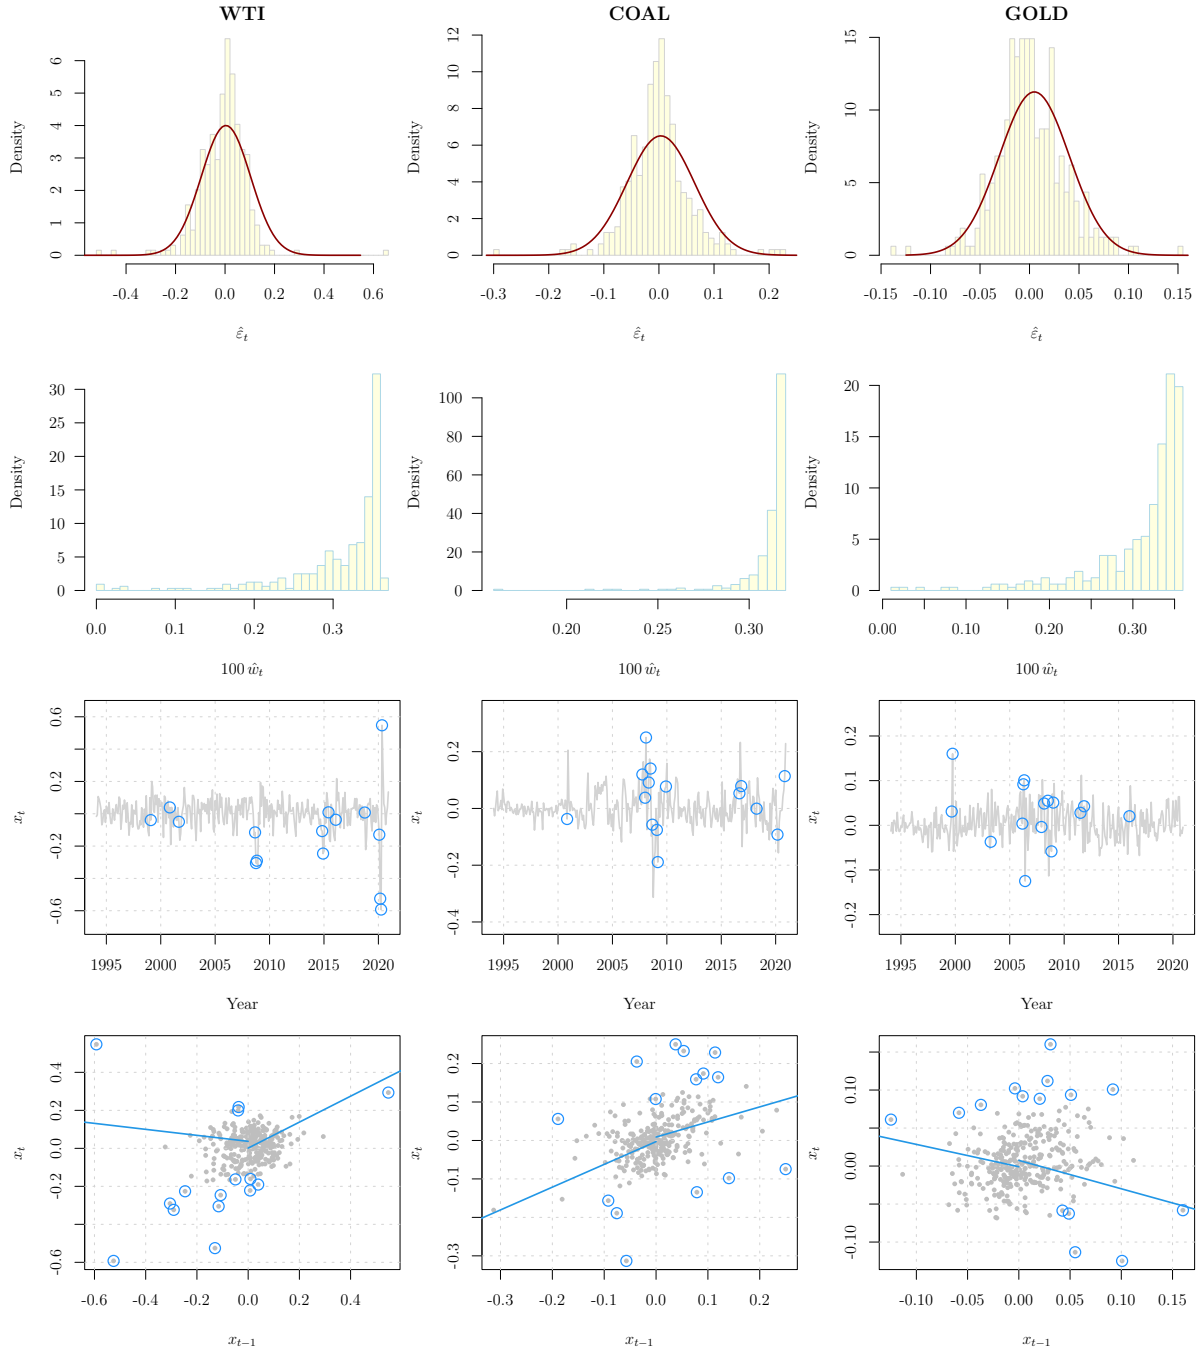 WTI COAL GOLD
Density Density Density
0 1 2 3 4 5 6
0 2 4 6 8 10 12
0 5 10 15
-0.4 -0.2 0.0 0.2 0.4 0.6
-0.3 -0.2 -0.1 0.0 0.1 0.2
-0.15 -0.10 -0.05 0.00 0.05 0.10 0.15
ε̂t ε̂t ε̂t
Density Density Density
0 5 10 15 20 25 30
0 20 40 60 80 100
0 5 10 15 20
0.0 0.1 0.2 0.3
0.20 0.25 0.30
0.00 0.10 0.20 0.30
100 ŵt 100 ŵt 100 ŵt
xt xt xt
-0.6 -0.2 0.2 0.6
-0.4 -0.2 0.0 0.2
-0.2 -0.1 0.0 0.1 0.2
1995 2000 2005 2010 2015 2020
1995 2000 2005 2010 2015 2020
1995 2000 2005 2010 2015 2020
Year Year Year
xt xt xt
-0.6 -0.2 0.0 0.2 0.4
-0.3 -0.1 0.0 0.1 0.2
-0.10 0.00 0.10
-0.6 -0.4 -0.2 0.0 0.2 0.4
-0.3 -0.2 -0.1 0.0 0.1 0.2
-0.10 -0.05 0.00 0.05 0.10 0.15
xt−1 xt−1 xt−1